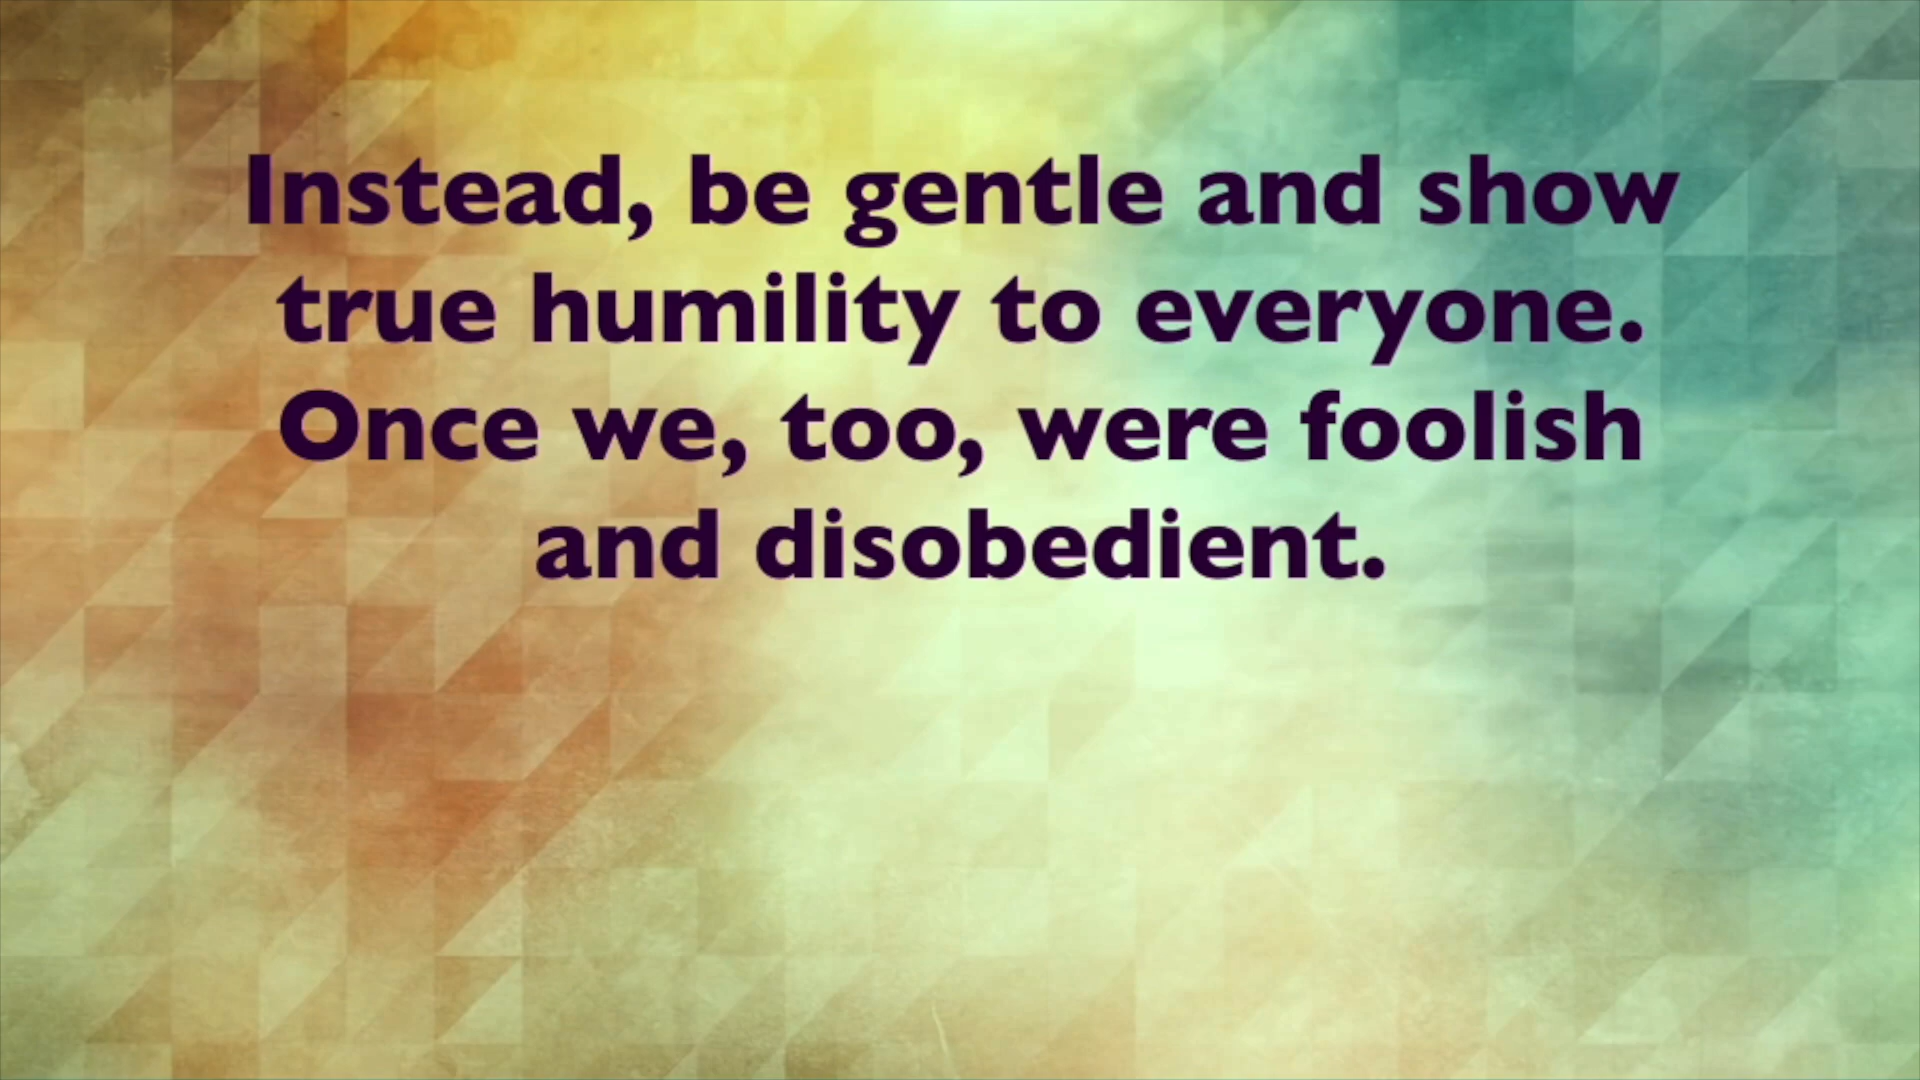 Instead, be gentle and show
true humility to everyone.
Once we, too, were foolish
and disobedient.